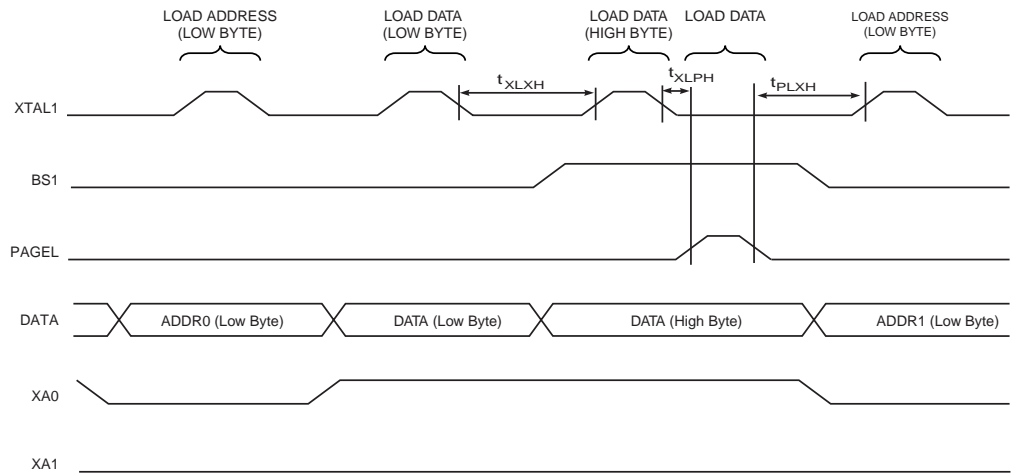 LOAD ADDRESS
(LOW BYTE)
LOAD DATA
(LOW BYTE)
LOAD DATA
(HIGH BYTE)
LOAD DATA
LOAD ADDRESS
(LOW BYTE)
tXLXH
tXLPH
tPLXH
XTAL1
BS1
PAGEL
DATA
ADDR0 (Low Byte)
DATA (Low Byte)
DATA (High Byte)
ADDR1 (Low Byte)
XA0
XA1